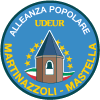 ALLEANZA POPOLARE
UDEUR
MARTINAZZOLI - MASTELLA